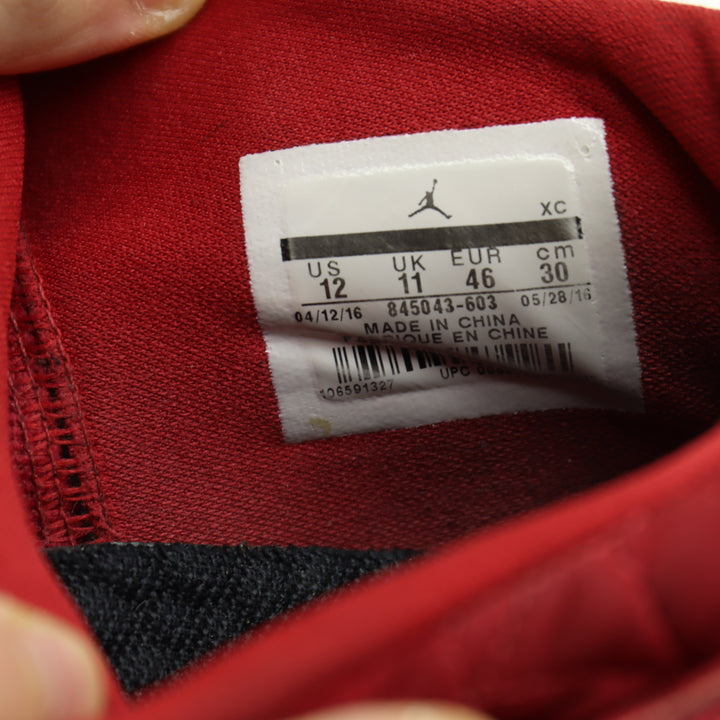 XC
US UK EUR cm
12 11 46 30
04/12/16 845043-603 05/28/16
MADE IN CHINA
EN CHINE
106591327 UPC